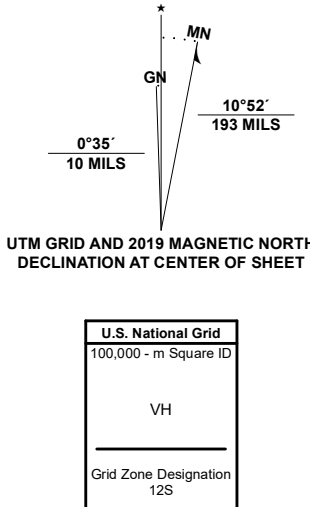 ★
MN
GN
10°52´
193 MILS
0°35´
10 MILS
UTM GRID AND 2019 MAGNETIC NORTH
DECLINATION AT CENTER OF SHEET
U.S. National Grid
100,000 - m Square ID
VH
Grid Zone Designation
12S